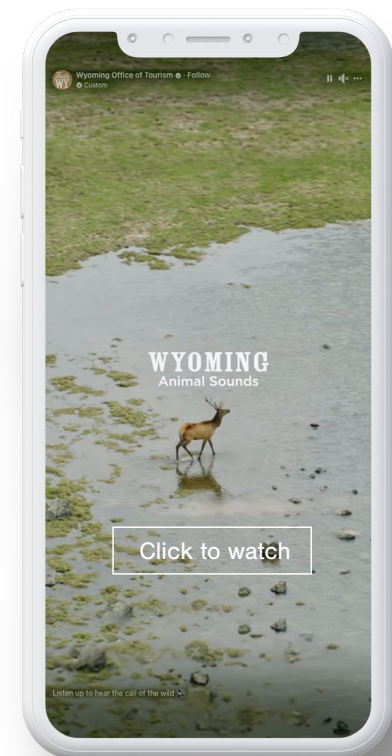 WY
Wyoming Office of Tourism · Follow
Custom
WYOMING
Animal Sounds
Click to watch
Listen up to hear the call of the wild